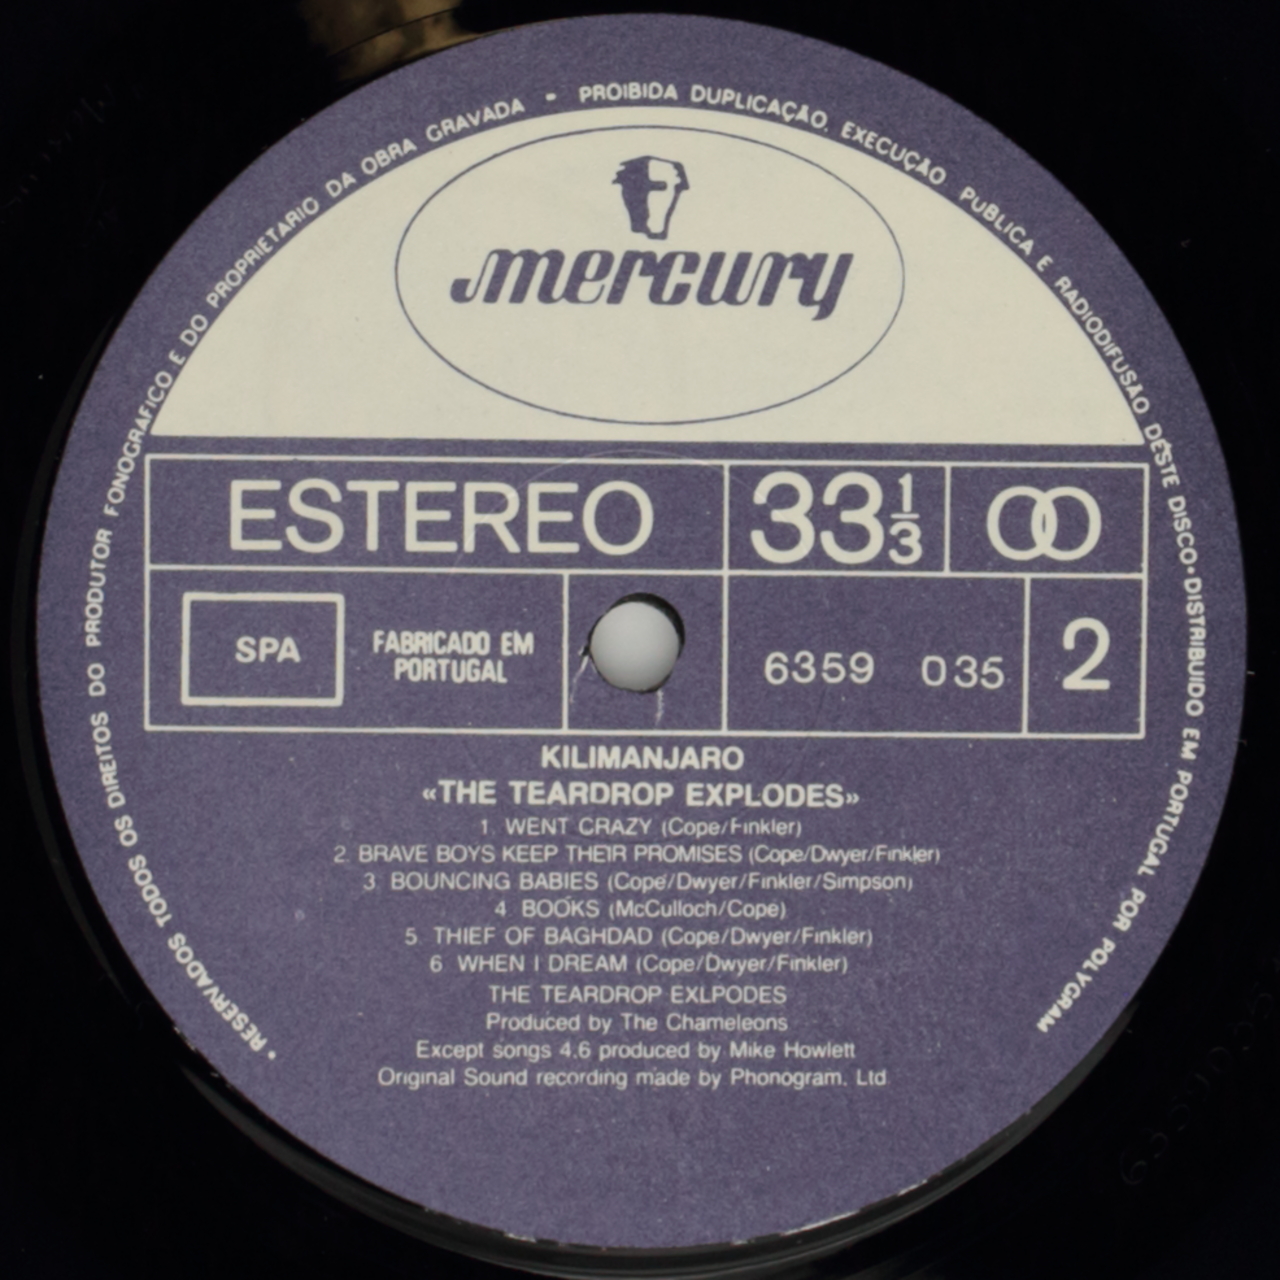 • RESERVADOS TODOS OS DIREITOS DO PRODUTOR FONOGRAFICO E DO PROPRIETARIO DA OBRA GRAVADA - PROIBIDA DUPLICAÇÃO, EXECUÇÃO PUBLICA E RADIODIFUSÃO DESTE DISCO • DISTRIBUIDO EM PORTUGAL POR POLYGRAM
mercury
ESTEREO 33 1/3
SPA FABRICADO EM PORTUGAL 6359 035 2
KILIMANJARO
«THE TEARDROP EXPLODES»
1. WENT CRAZY (Cope/Finkler)
2. BRAVE BOYS KEEP THEIR PROMISES (Cope/Dwyer/Finkler)
3. BOUNCING BABIES (Cope/Dwyer/Finkler/Simpson)
4. BOOKS (McCulloch/Cope)
5. THIEF OF BAGHDAD (Cope/Dwyer/Finkler)
6. WHEN I DREAM (Cope/Dwyer/Finkler)
THE TEARDROP EXLPODES
Produced by The Chameleons
Except songs 4.6 produced by Mike Howlett
Original Sound recording made by Phonogram. Ltd